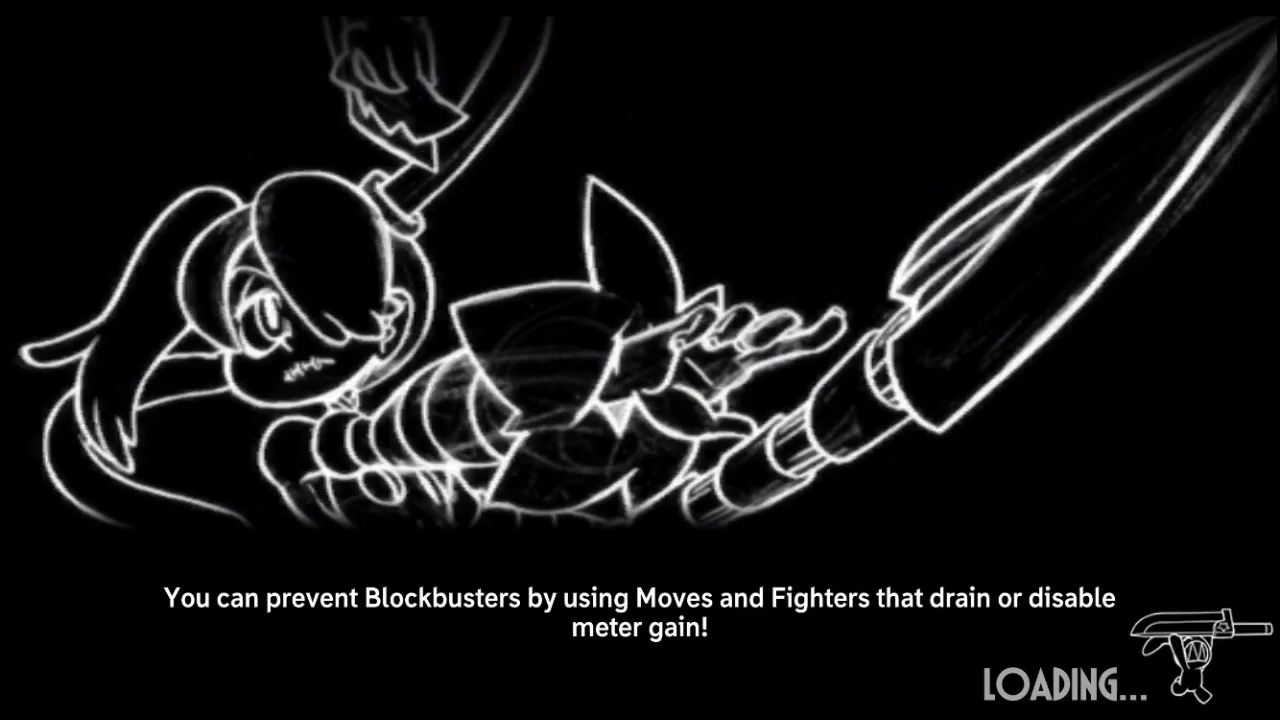 You can prevent Blockbusters by using Moves and Fighters that drain or disable
meter gain!
LOADING...